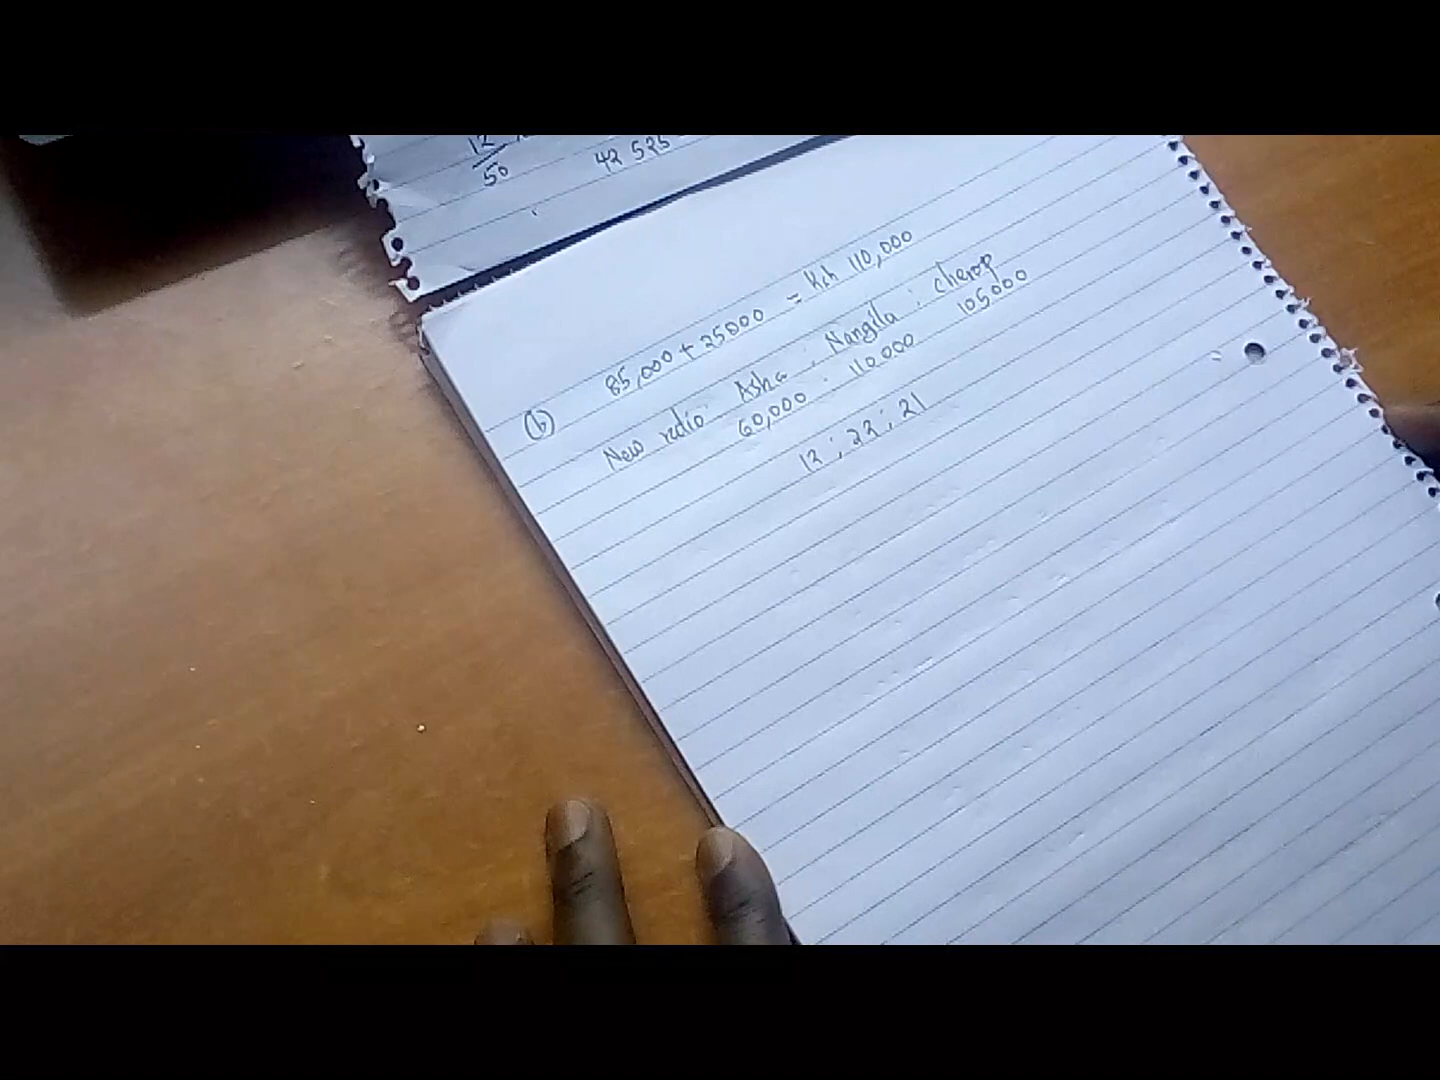 12
50
42 525
(b) 85,000 + 25000 = Ksh 110,000
New ratio: Asha : Nangila : cherop
60,000 : 110 000 105000
12 : 22 : 21